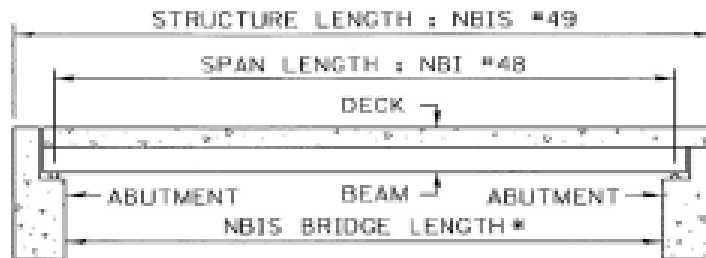 STRUCTURE LENGTH : NBIS #49
SPAN LENGTH : NBI #48
DECK
ABUTMENT
BEAM
ABUTMENT
NBIS BRIDGE LENGTH*